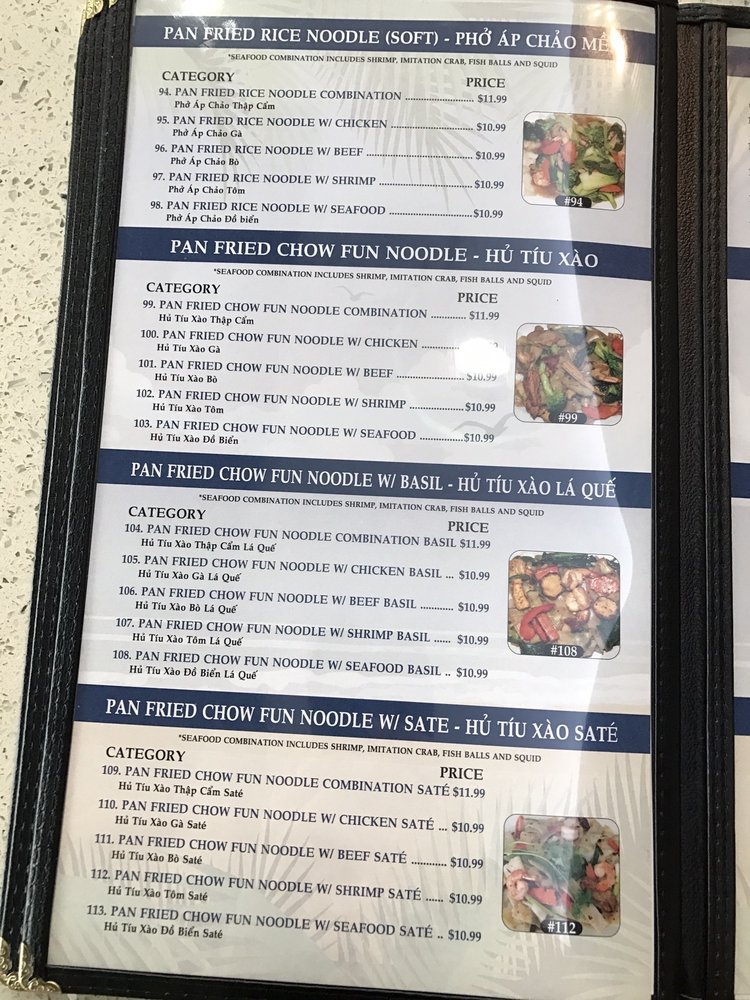 PAN FRIED RICE NOODLE (SOFT) - PHỞ ÁP CHẢO
*SEAFOOD COMBINATION INCLUDES SHRIMP, IMITATION CRAB, FISH BALLS AND SQUID
CATEGORY PRICE
94. PAN FRIED RICE NOODLE COMBINATION ........................ $11.99
Phở Áp Chảo Thập Cẩm
95. PAN FRIED RICE NOODLE W/ CHICKEN ............................. $10.99
Phở Áp Chảo Gà
96. PAN FRIED RICE NOODLE W/ BEEF ...................................... $10.99
Phở Áp Chảo Bò
97. PAN FRIED RICE NOODLE W/ SHRIMP ................................. $10.99
Phở Áp Chảo Tôm
98. PAN FRIED RICE NOODLE W/ SEAFOOD ............................. $10.99
Phở Áp Chảo Đồ biển
#94
PAN FRIED CHOW FUN NOODLE - HỦ TÍU XÀO
*SEAFOOD COMBINATION INCLUDES SHRIMP, IMITATION CRAB, FISH BALLS AND SQUID
CATEGORY PRICE
99. PAN FRIED CHOW FUN NOODLE COMBINATION ............. $11.99
Hủ Tíu Xào Thập Cẩm
100. PAN FRIED CHOW FUN NOODLE W/ CHICKEN ..............
Hủ Tíu Xào Gà
101. PAN FRIED CHOW FUN NOODLE W/ BEEF ........................ $10.99
Hủ Tíu Xào Bò
102. PAN FRIED CHOW FUN NOODLE W/ SHRIMP ................... $10.99
Hủ Tíu Xào Tôm
103. PAN FRIED CHOW FUN NOODLE W/ SEAFOOD ............... $10.99
Hủ Tíu Xào Đồ Biển
#99
PAN FRIED CHOW FUN NOODLE W/ BASIL - HỦ TÍU XÀO LÁ QUẾ
*SEAFOOD COMBINATION INCLUDES SHRIMP, IMITATION CRAB, FISH BALLS AND SQUID
CATEGORY PRICE
104. PAN FRIED CHOW FUN NOODLE COMBINATION BASIL $11.99
Hủ Tíu Xào Thập Cẩm Lá Quế
105. PAN FRIED CHOW FUN NOODLE W/ CHICKEN BASIL ... $10.99
Hủ Tíu Xào Gà Lá Quế
106. PAN FRIED CHOW FUN NOODLE W/ BEEF BASIL ............ $10.99
Hủ Tíu Xào Bò Lá Quế
107. PAN FRIED CHOW FUN NOODLE W/ SHRIMP BASIL ...... $10.99
Hủ Tíu Xào Tôm Lá Quế
108. PAN FRIED CHOW FUN NOODLE W/ SEAFOOD BASIL .. $10.99
Hủ Tíu Xào Đồ Biển Lá Quế
#108
PAN FRIED CHOW FUN NOODLE W/ SATE - HỦ TÍU XÀO SATÉ
*SEAFOOD COMBINATION INCLUDES SHRIMP, IMITATION CRAB, FISH BALLS AND SQUID
CATEGORY PRICE
109. PAN FRIED CHOW FUN NOODLE COMBINATION SATÉ $11.99
Hủ Tíu Xào Thập Cẩm Saté
110. PAN FRIED CHOW FUN NOODLE W/ CHICKEN SATÉ ... $10.99
Hủ Tíu Xào Gà Saté
111. PAN FRIED CHOW FUN NOODLE W/ BEEF SATÉ ............ $10.99
Hủ Tíu Xào Bò Saté
112. PAN FRIED CHOW FUN NOODLE W/ SHRIMP SATÉ ...... $10.99
Hủ Tíu Xào Tôm Saté
113. PAN FRIED CHOW FUN NOODLE W/ SEAFOOD SATÉ .. $10.99
Hủ Tíu Xào Đồ Biển Saté
#112